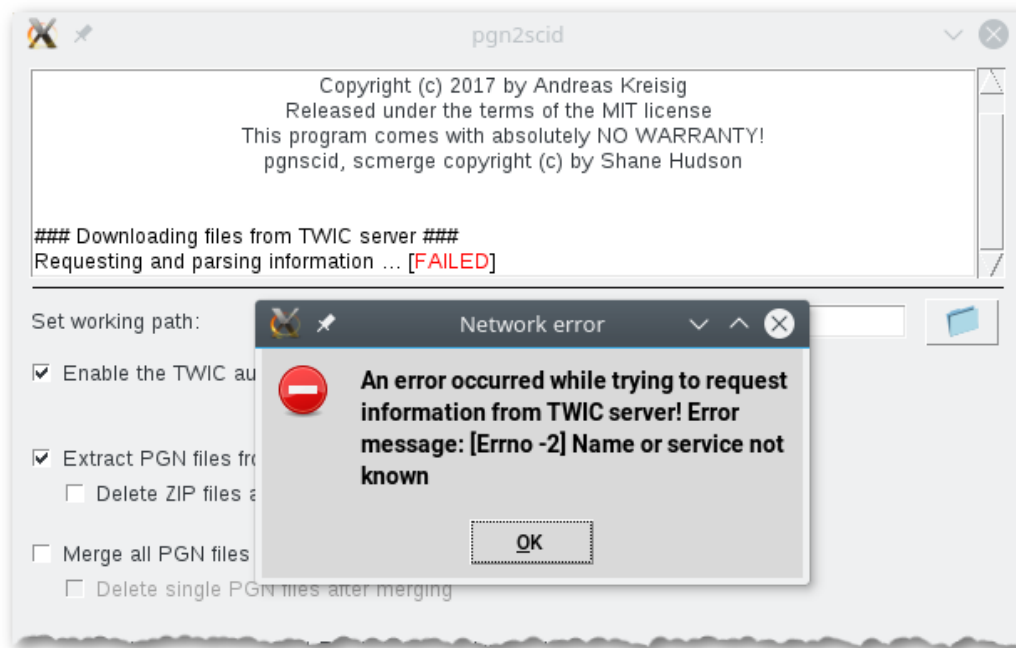 pgn2scid
Copyright (c) 2017 by Andreas Kreisig
Released under the terms of the MIT license
This program comes with absolutely NO WARRANTY!
pgnscid, scmerge copyright (c) by Shane Hudson
### Downloading files from TWIC server ###
Requesting and parsing information ... [FAILED]
Set working path:
Network error
Enable the TWIC au
An error occurred while trying to request
information from TWIC server! Error
message: [Errno -2] Name or service not
known
Extract PGN files fr
Delete ZIP files
OK
Merge all PGN files
Delete single PGN files after merging